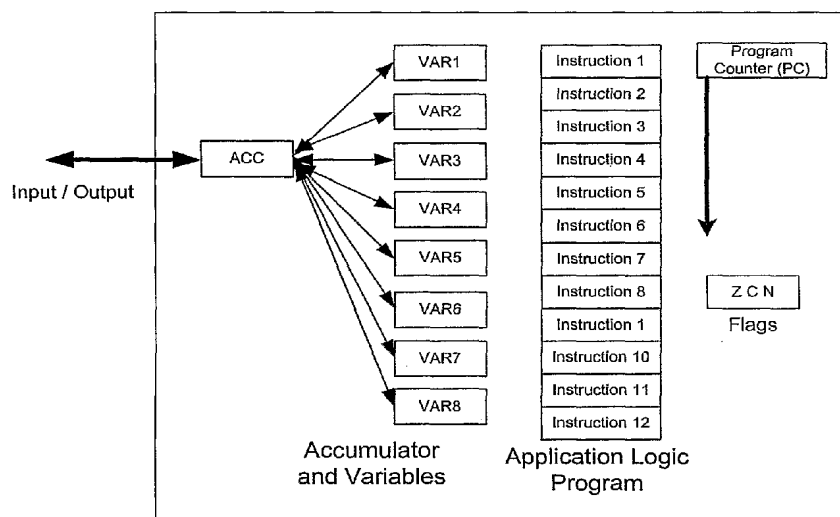 Input / Output
ACC
VAR1
VAR2
VAR3
VAR4
VAR5
VAR6
VAR7
VAR8
Accumulator
and Variables
Instruction 1
Instruction 2
Instruction 3
Instruction 4
Instruction 5
Instruction 6
Instruction 7
Instruction 8
Instruction 1
Instruction 10
Instruction 11
Instruction 12
Application Logic
Program
Program
Counter (PC)
Z C N
Flags